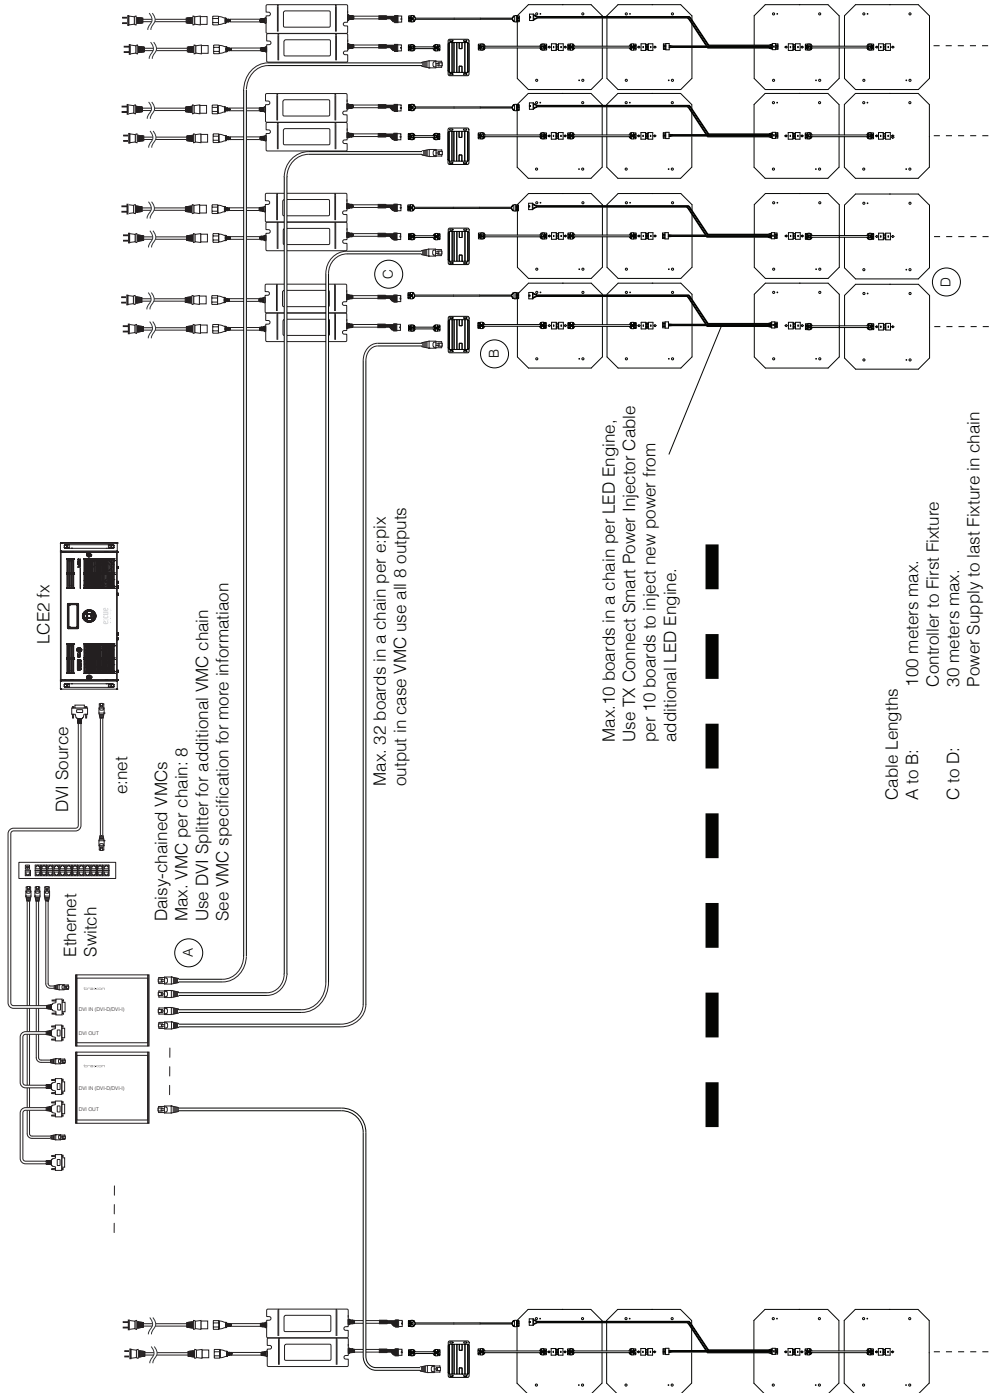 LCE2 fx
DVI Source
e:net
Ethernet
Switch
Daisy-chained VMCs
Max. VMC per chain: 8
Use DVI Splitter for additional VMC chain
See VMC specification for more informatiaon
A
traxon
DVI IN (DVI-D/DVI-I)
DVI OUT
traxon
DVI IN (DVI-D/DVI-I)
DVI OUT
Max. 32 boards in a chain per e:pix
output in case VMC use all 8 outputs
C
B
D
Max.10 boards in a chain per LED Engine,
Use TX Connect Smart Power Injector Cable
per 10 boards to inject new power from
additional LED Engine.
Cable Lengths
A to B: 100 meters max.
Controller to First Fixture
C to D: 30 meters max.
Power Supply to last Fixture in chain